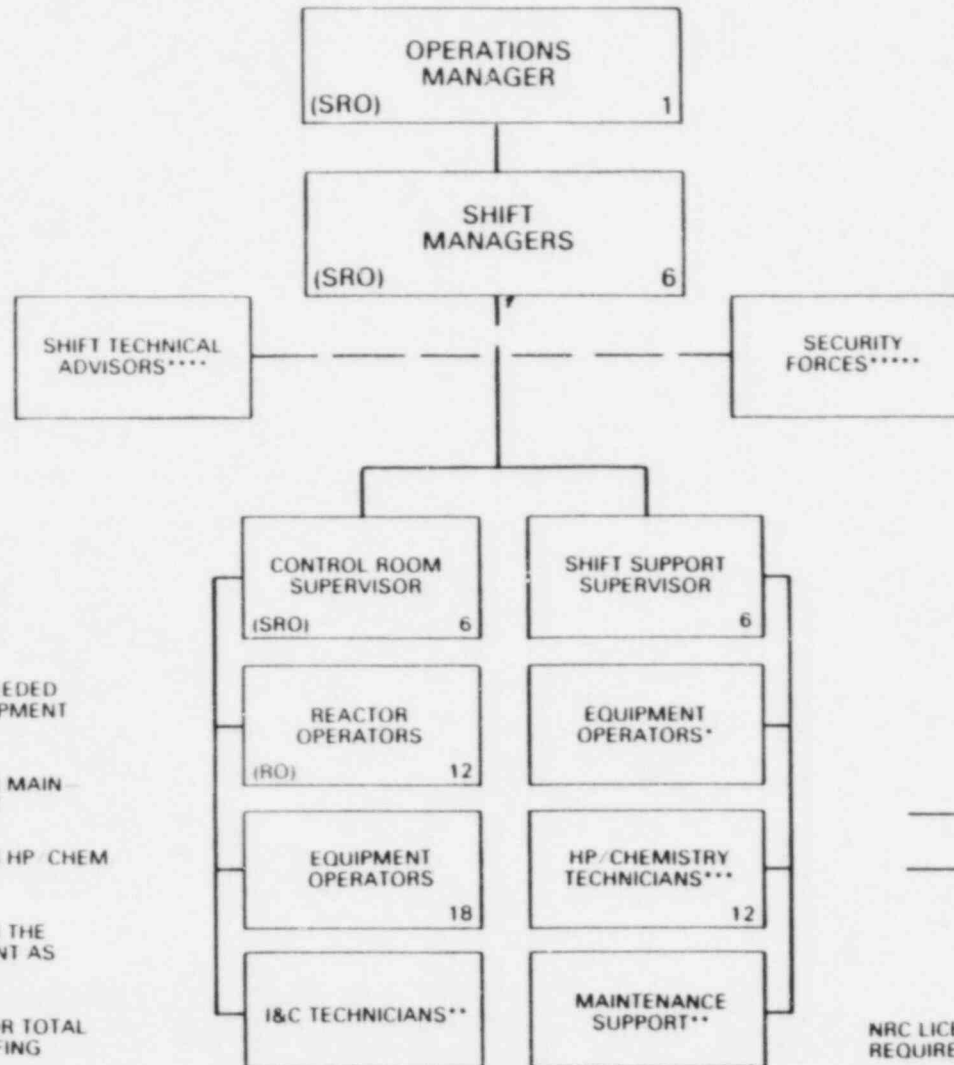 OPERATIONS
MANAGER
(SRO) 1
SHIFT
MANAGERS
(SRO) 6
SHIFT TECHNICAL
ADVISORS****
SECURITY
FORCES*****
CONTROL ROOM
SUPERVISOR
(SRO) 6
SHIFT SUPPORT
SUPERVISOR
6
REACTOR
OPERATORS
(RO) 12
EQUIPMENT
OPERATORS*
EQUIPMENT
OPERATORS
18
HP/CHEMISTRY
TECHNICIANS***
12
I&C TECHNICIANS**
MAINTENANCE
SUPPORT**
EDED
PMENT
MAIN
HP/CHEM
THE
NT AS
R TOTAL
FING
NRC LICE
REQUIRE